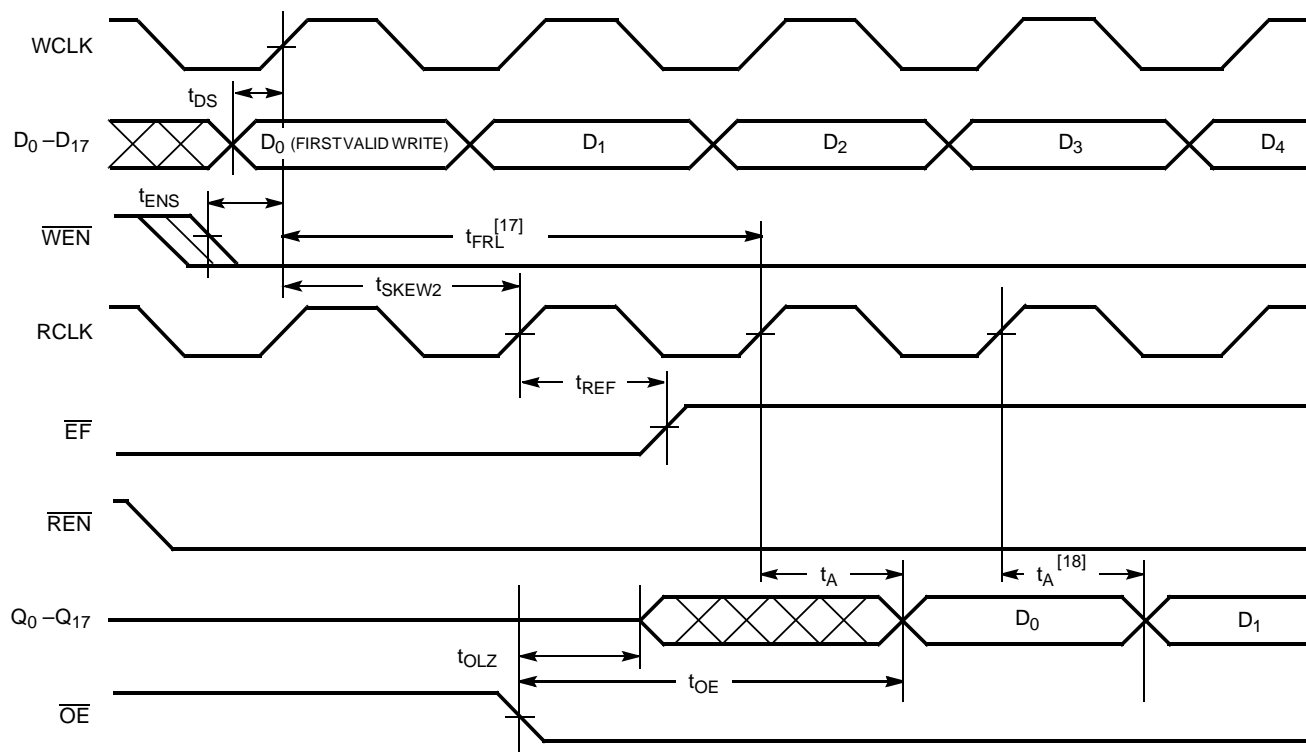 WCLK
tDS
D0 –D17
D0 (FIRST VALID WRITE)
D1
D2
D3
D4
tENS
WEN
tFRL[17]
tSKEW2
RCLK
tREF
EF
REN
tA
tA[18]
Q0 –Q17
D0
D1
tOLZ
tOE
OE